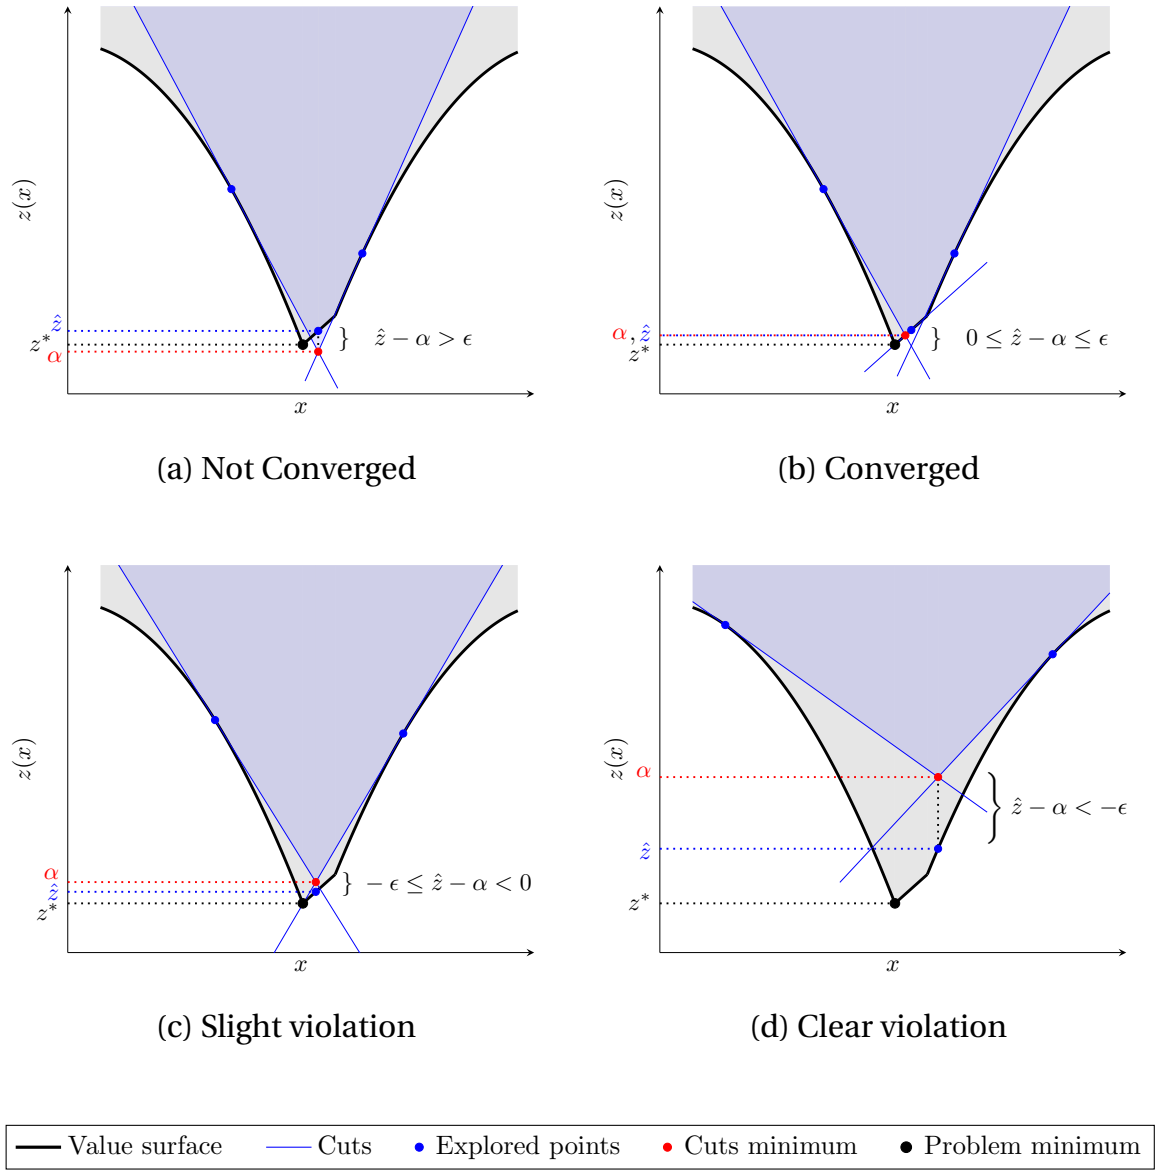 z(x)
ẑ
z*
α
} ẑ − α > ϵ
x
(a) Not Converged
z(x)
α, ẑ
z*
} 0 ≤ ẑ − α ≤ ϵ
x
(b) Converged
z(x)
α
ẑ
z*
} − ϵ ≤ ẑ − α < 0
x
(c) Slight violation
z(x)
α
ẑ
z*
} ẑ − α < −ϵ
x
(d) Clear violation
Value surface Cuts Explored points Cuts minimum Problem minimum